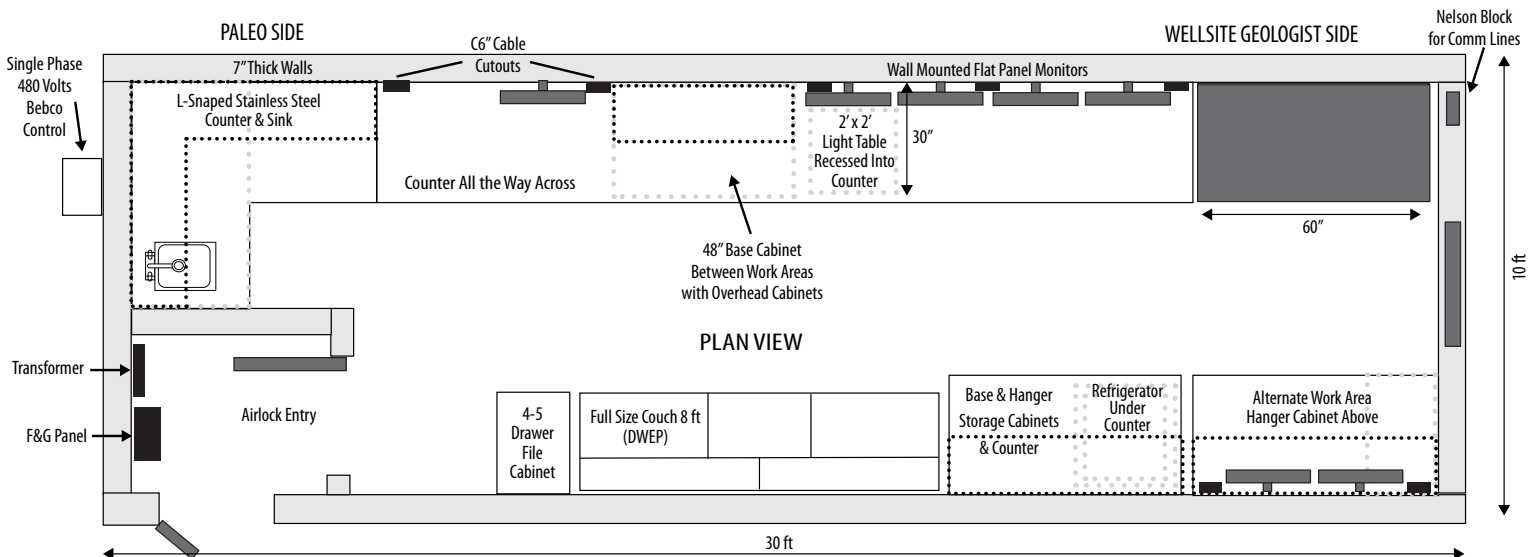 PALEO SIDE
WELLSITE GEOLOGIST SIDE
Nelson Block
for Comm Lines
C6” Cable
Cutouts
Single Phase
480 Volts
Bebco
Control
7” Thick Walls
Wall Mounted Flat Panel Monitors
L-Snaped Stainless Steel
Counter & Sink
2’ x 2’
Light Table
Recessed Into
Counter
30”
Counter All the Way Across
60”
48” Base Cabinet
Between Work Areas
with Overhead Cabinets
10 ft
PLAN VIEW
Transformer
F&G Panel
Airlock Entry
4-5
Drawer
File
Cabinet
Full Size Couch 8 ft
(DWEP)
Base & Hanger
Storage Cabinets
& Counter
Refrigerator
Under
Counter
Alternate Work Area
Hanger Cabinet Above
30 ft